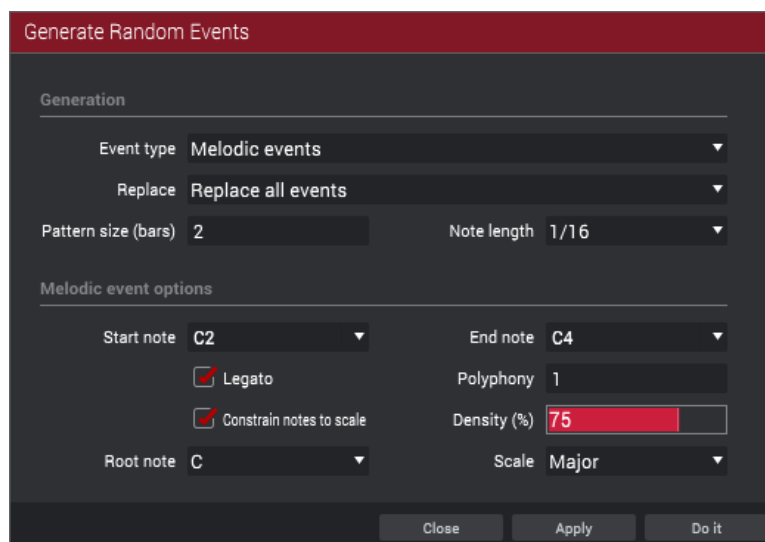 Generate Random Events
Generation
Event type Melodic events
Replace Replace all events
Pattern size (bars) 2 Note length 1/16
Melodic event options
Start note C2 End note C4
Legato Polyphony 1
Constrain notes to scale Density (%) 75
Root note C Scale Major
Close Apply Do it